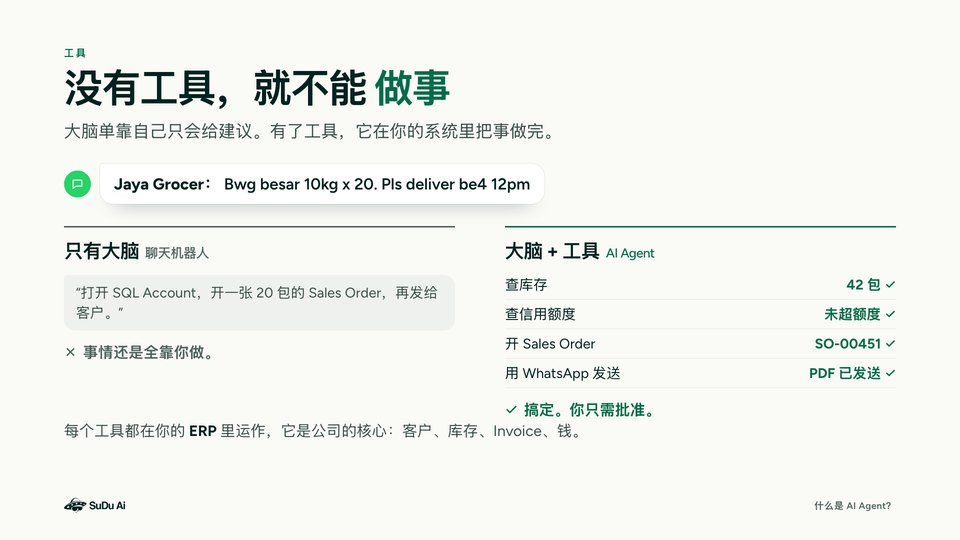 工具
没有工具，就不能 做事
大脑单靠自己只会给建议。有了工具，它在你的系统里把事做完。
Jaya Grocer： Bwg besar 10kg x 20. Pls deliver be4 12pm
只有大脑 聊天机器人
“打开 SQL Account，开一张 20 包的 Sales Order，再发给
客户。”
× 事情还是全靠你做。
大脑 + 工具 AI Agent
查库存 42 包 ✓
查信用额度 未超额度 ✓
开 Sales Order SO-00451 ✓
用 WhatsApp 发送 PDF 已发送 ✓
✓ 搞定。你只需批准。
每个工具都在你的 ERP 里运作，它是公司的核心：客户、库存、Invoice、钱。
SuDu Ai
什么是 AI Agent?